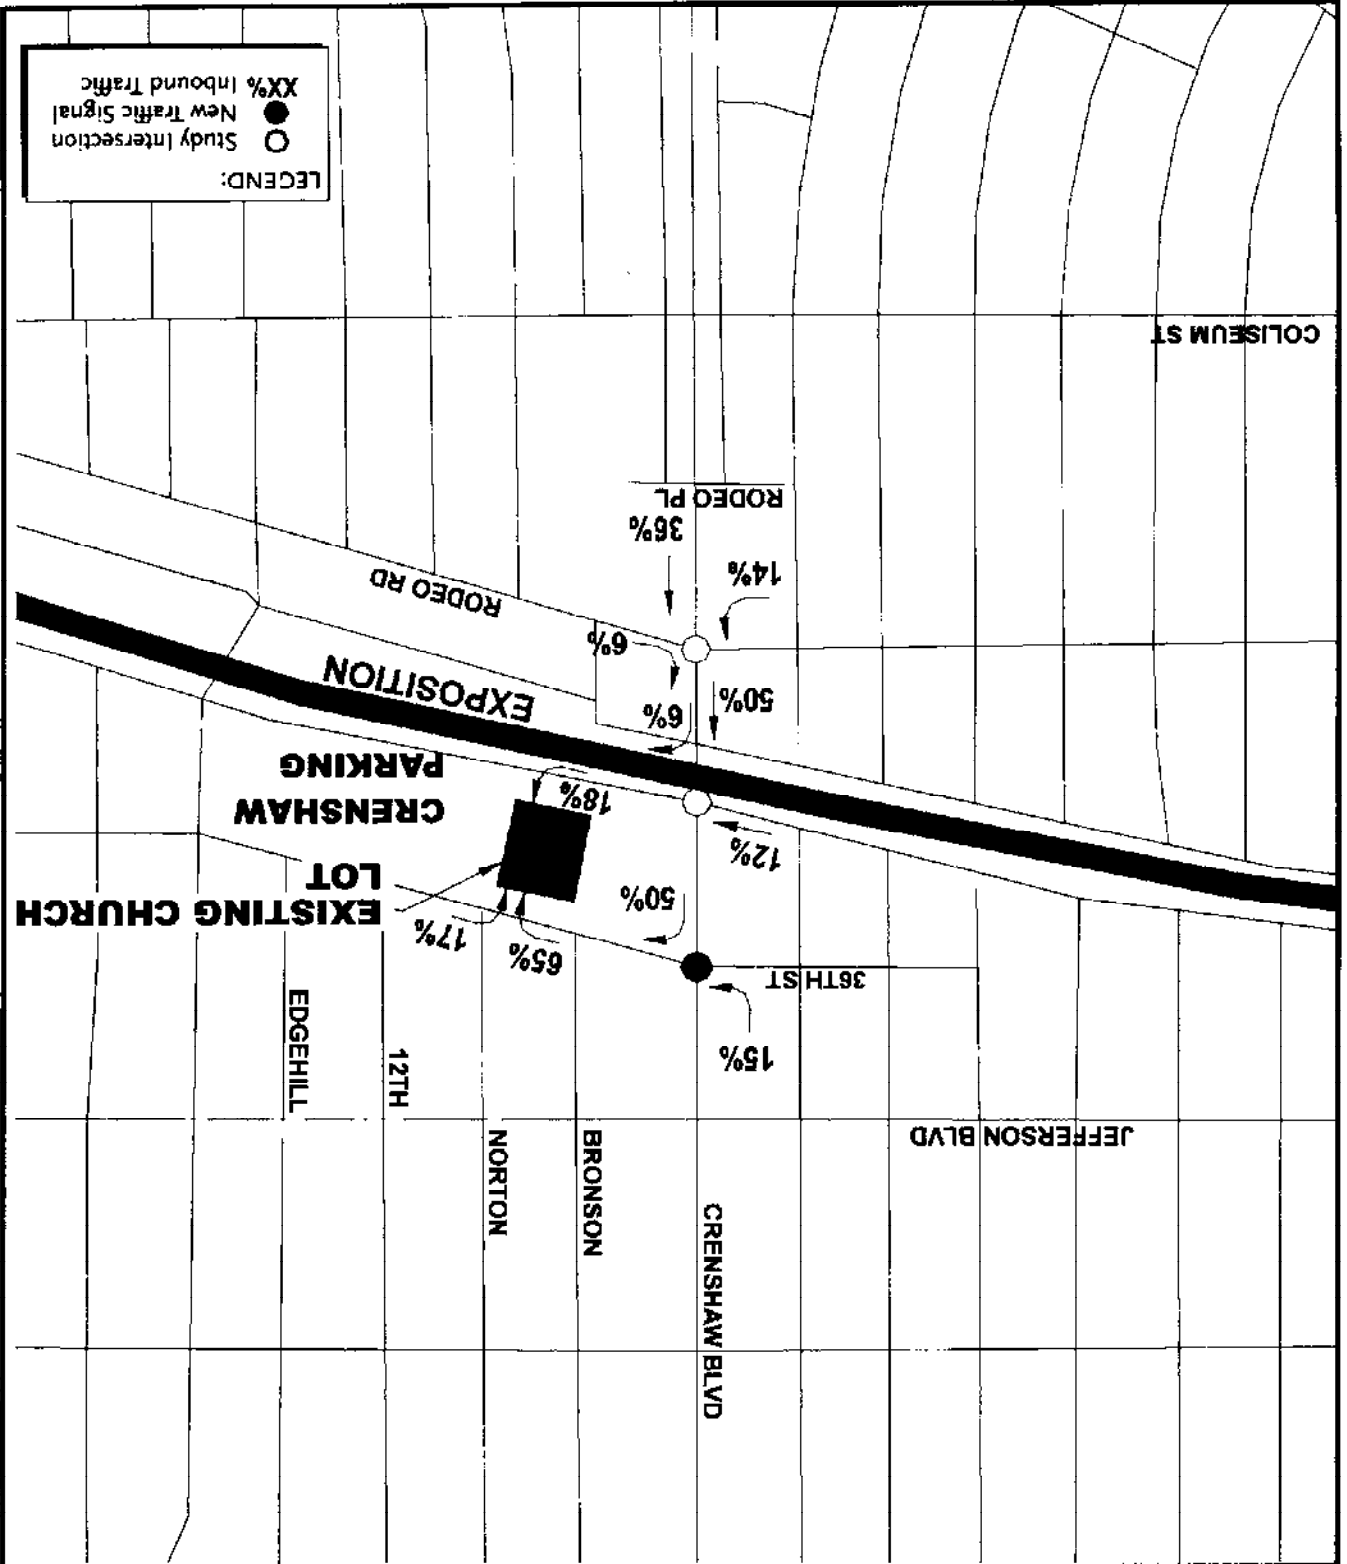 CRENSHAW BLVD
BRONSON
NORTON
12TH
EDGEHILL
JEFFERSON BLVD
15%
36TH ST
65%
17%
50%
EXISTING CHURCH
LOT
CRENSHAW
PARKING
12%
18%
EXPOSITION
6%
50%
6%
RODEO RD
14%
36%
RODEO PL
COLISEUM ST
LEGEND:
Study Intersection
New Traffic Signal
XX% Inbound Traffic